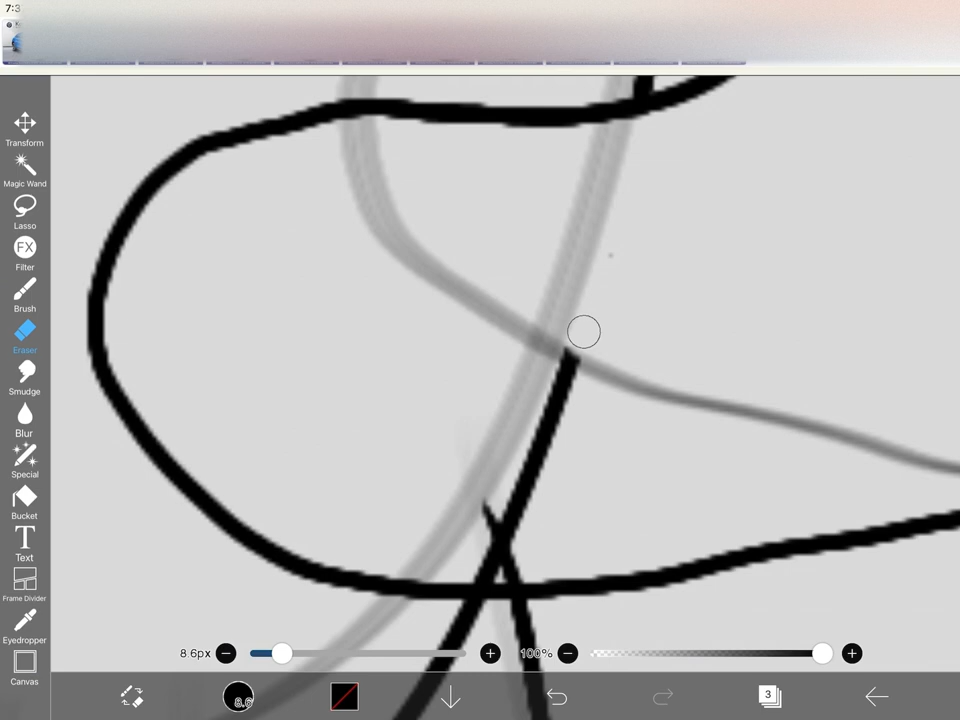 7:3
Transform
Magic Wand
Lasso
FX
Filter
Brush
Eraser
Smudge
Blur
Special
Bucket
T
Text
Frame Divider
Eyedropper
Canvas
8.6px
100%
8.6
3